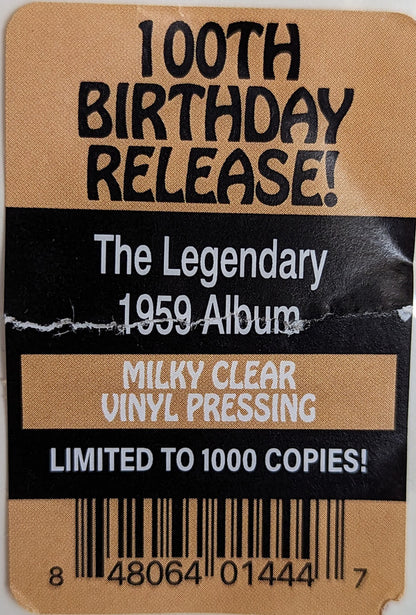 100TH
BIRTHDAY
RELEASE!
The Legendary
1959 Album
MILKY CLEAR
VINYL PRESSING
LIMITED TO 1000 COPIES!
8 48064 01444 7